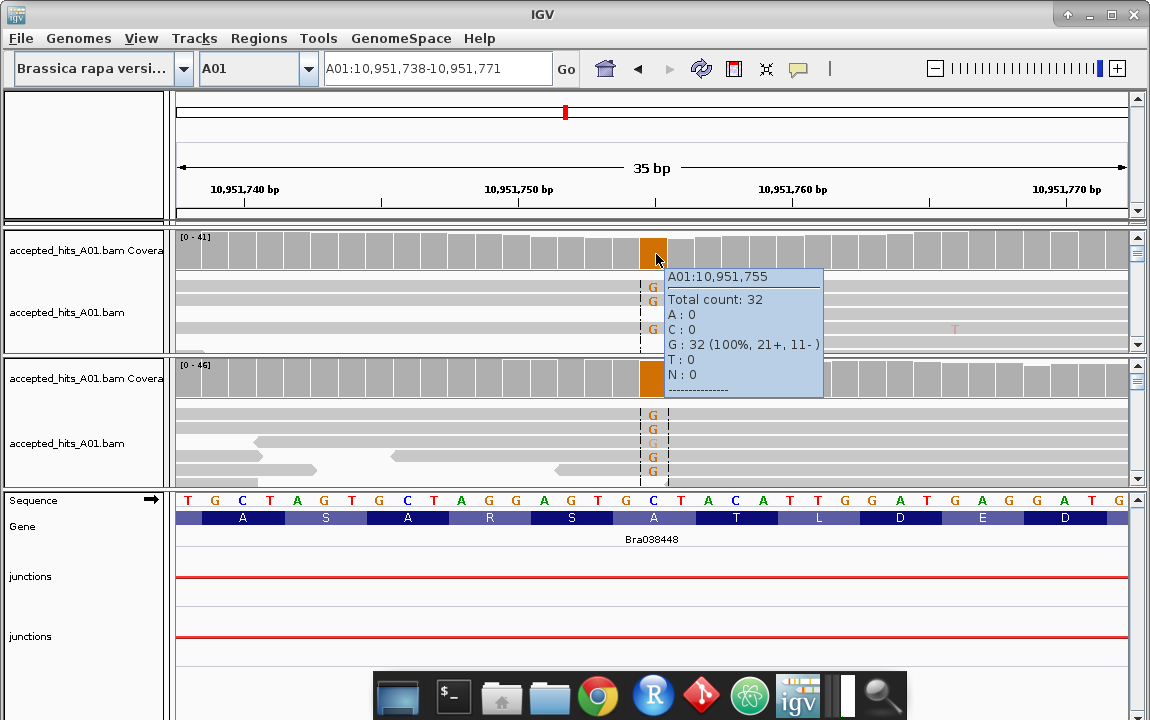 IGV
File Genomes View Tracks Regions Tools GenomeSpace Help
Brassica rapa versi... A01 A01:10,951,738-10,951,771 Go
35 bp
10,951,740 bp 10,951,750 bp 10,951,760 bp 10,951,770 bp
accepted_hits_A01.bam Covera [0 - 41]
A01:10,951,755
Total count: 32
A : 0
C : 0
G : 32 (100%, 21+, 11- )
T : 0
N : 0
---------------
accepted_hits_A01.bam
G
G
G T
accepted_hits_A01.bam Covera [0 - 46]
accepted_hits_A01.bam
G
G
G
G
G
Sequence T G C T A G T G C T A G G A G T G C T A C A T T G G A T G A G G A T G
Gene A S A R S A T L D E D
Bra038448
junctions
junctions
$_ R igv